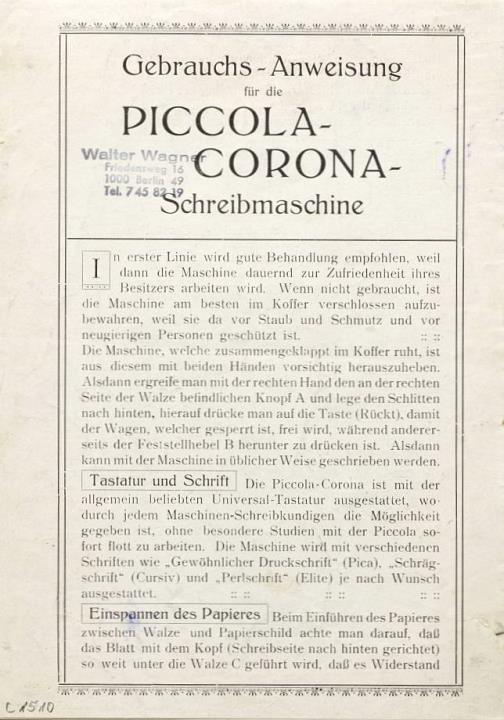 Gebrauchs-Anweisung
für die
PICCOLA-
CORONA-
Schreibmaschine
Walter Wagner
Friedensweg 16
1000 Berlin 49
Tel. 7 45 82 19
In erster Linie wird gute Behandlung empfohlen, weil
dann die Maschine dauernd zur Zufriedenheit ihres
Besitzers arbeiten wird. Wenn nicht gebraucht, ist
die Maschine am besten im Koffer verschlossen aufzu-
bewahren, weil sie da vor Staub und Schmutz und vor
neugierigen Personen geschützt ist. :: ::
Die Maschine, welche zusammengeklappt im Koffer ruht, ist
aus diesem mit beiden Händen vorsichtig herauszuheben.
Alsdann ergreife man mit der rechten Hand den an der rechten
Seite der Walze befindlichen Knopf A und lege den Schlitten
nach hinten, hierauf drücke man auf die Taste (Rückt), damit
der Wagen, welcher gesperrt ist, frei wird, während anderer-
seits der Feststellhebel B herunter zu drücken ist. Alsdann
kann mit der Maschine in üblicher Weise geschrieben werden.
Tastatur und Schrift Die Piccola-Corona ist mit der
allgemein beliebten Universal-Tastatur ausgestattet, wo-
durch jedem Maschinen-Schreibkundigen die Möglichkeit
gegeben ist, ohne besondere Studien mit der Piccola so-
fort flott zu arbeiten. Die Maschine wird mit verschiedenen
Schriften wie „Gewöhnlicher Druckschrift“ (Pica), „Schräg-
schrift“ (Cursiv) und „Perlschrift“ (Elite) je nach Wunsch
ausgestattet. :: :: :: :: :: ::
Einspannen des Papieres Beim Einführen des Papieres
zwischen Walze und Papierschild achte man darauf, daß
das Blatt mit dem Kopf (Schreibseite nach hinten gerichtet)
so weit unter die Walze C geführt wird, daß es Widerstand
C 1510